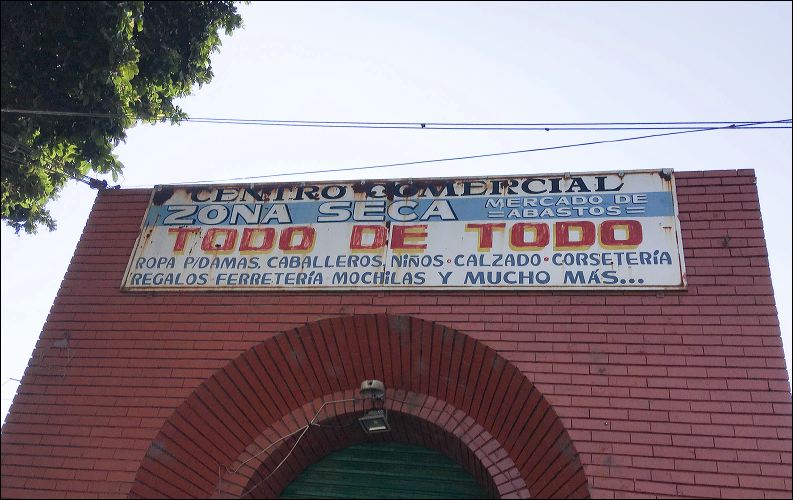 CENTRO COMERCIAL
ZONA SECA MERCADO DE
=ABASTOS=
TODO DE TODO
ROPA P/DAMAS, CABALLEROS, NIÑOS · CALZADO · CORSETERÍA
REGALOS · FERRETERÍA MOCHILAS Y MUCHO MÁS...